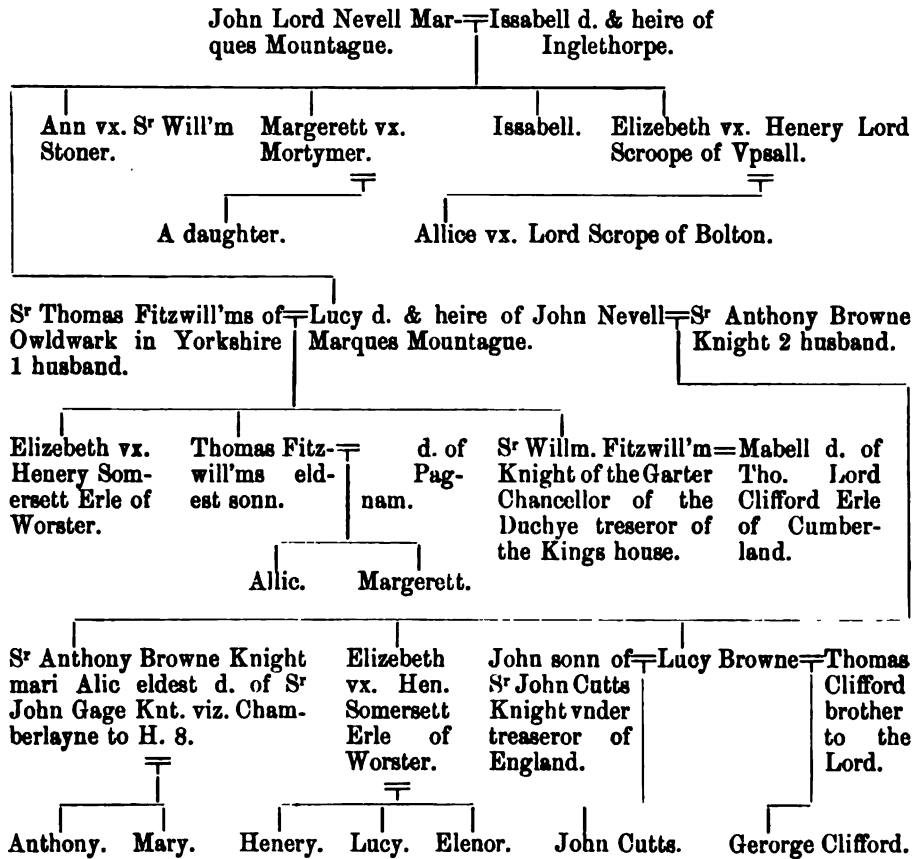 John Lord Nevell Mar-
ques Mountague.
Issabell d. & heire of
Inglethorpe.
Ann vx. Sr Will'm
Stoner.
Margerett vx.
Mortymer.
Issabell.
Elizebeth vx. Henery Lord
Scroope of Vpsall.
A daughter.
Allice vx. Lord Scrope of Bolton.
Sr Thomas Fitzwill'ms of
Owldwark in Yorkshire
1 husband.
Lucy d. & heire of John Nevell
Marques Mountague.
Sr Anthony Browne
Knight 2 husband.
Elizebeth vx.
Henery Som-
ersett Erle of
Worster.
Thomas Fitz-
will'ms eld-
est sonn.
d. of
Pag-
nam.
Sr Willm. Fitzwill'm
Knight of the Garter
Chancellor of the
Duchye treseror of
the Kings house.
Mabell d. of
Tho. Lord
Clifford Erle
of Cumber-
land.
Allic.
Margerett.
Sr Anthony Browne Knight
mari Alic eldest d. of Sr
John Gage Knt. viz. Cham-
berlayne to H. 8.
Elizebeth
vx. Hen.
Somersett
Erle of
Worster.
John sonn of
Sr John Cutts
Knight vnder
treaseror of
England.
Lucy Browne
Thomas
Clifford
brother
to the
Lord.
Anthony.
Mary.
Henery.
Lucy.
Elenor.
John Cutts.
Gerorge Clifford.